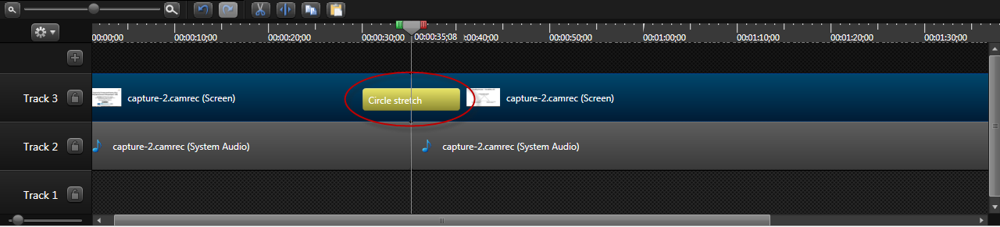 00:00:00;00 00:00:10;00 00:00:20;00 00:00:30;00 00:00:35;08 00:00:40;00 00:00:50;00 00:01:00;00 00:01:10;00 00:01:20;00 00:01:30;00
Track 3 capture-2.camrec (Screen) Circle stretch capture-2.camrec (Screen)
Track 2 capture-2.camrec (System Audio) capture-2.camrec (System Audio)
Track 1